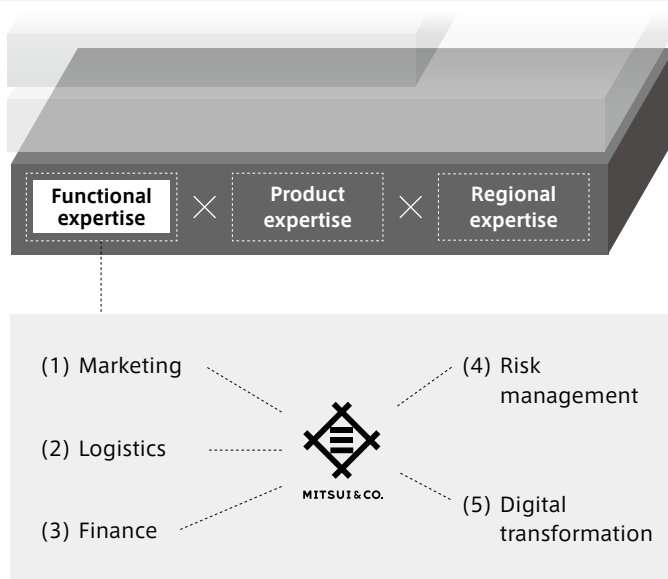 Functional
expertise
×
Product
expertise
×
Regional
expertise
(1) Marketing
(2) Logistics
(3) Finance
MITSUI & CO.
(4) Risk
management
(5) Digital
transformation